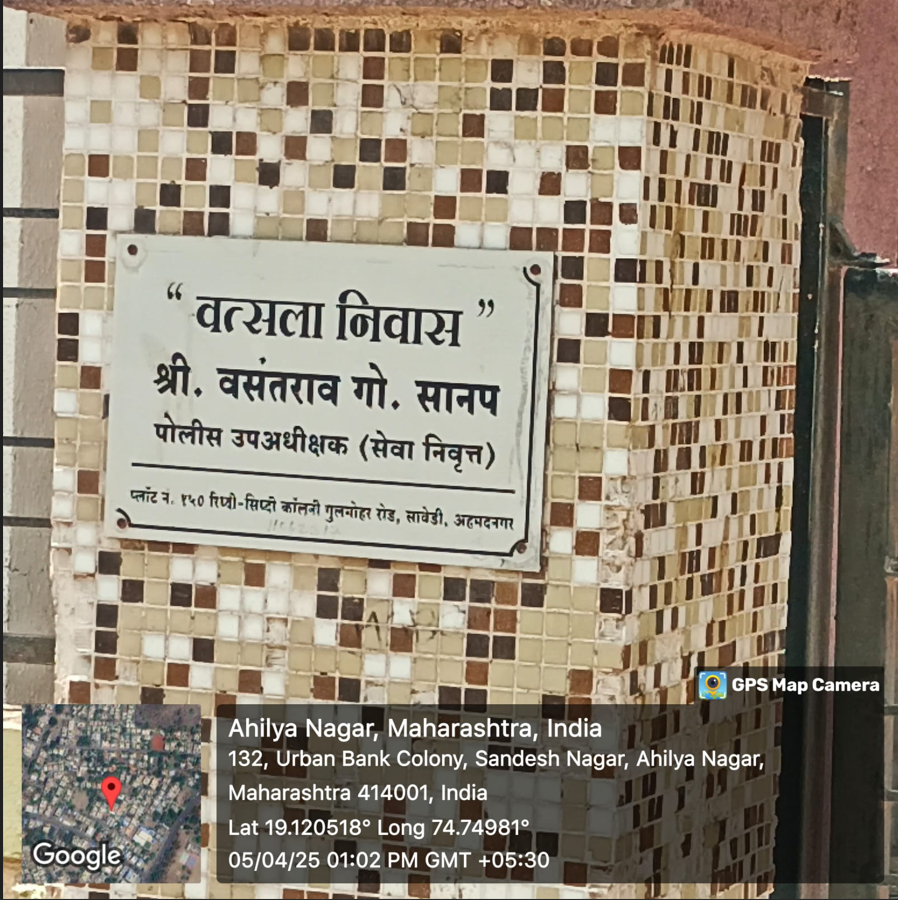 “ वत्सला निवास ”
श्री. वसंतराव गो. सानप
पोलीस उपअधीक्षक (सेवा निवृत्त)
प्लॉट नं. १५० रिध्दी-सिध्दी कॉलनी गुलमोहर रोड, सावेडी, अहमदनगर
GPS Map Camera
Ahilya Nagar, Maharashtra, India
132, Urban Bank Colony, Sandesh Nagar, Ahilya Nagar,
Maharashtra 414001, India
Lat 19.120518° Long 74.74981°
05/04/25 01:02 PM GMT +05:30
Google